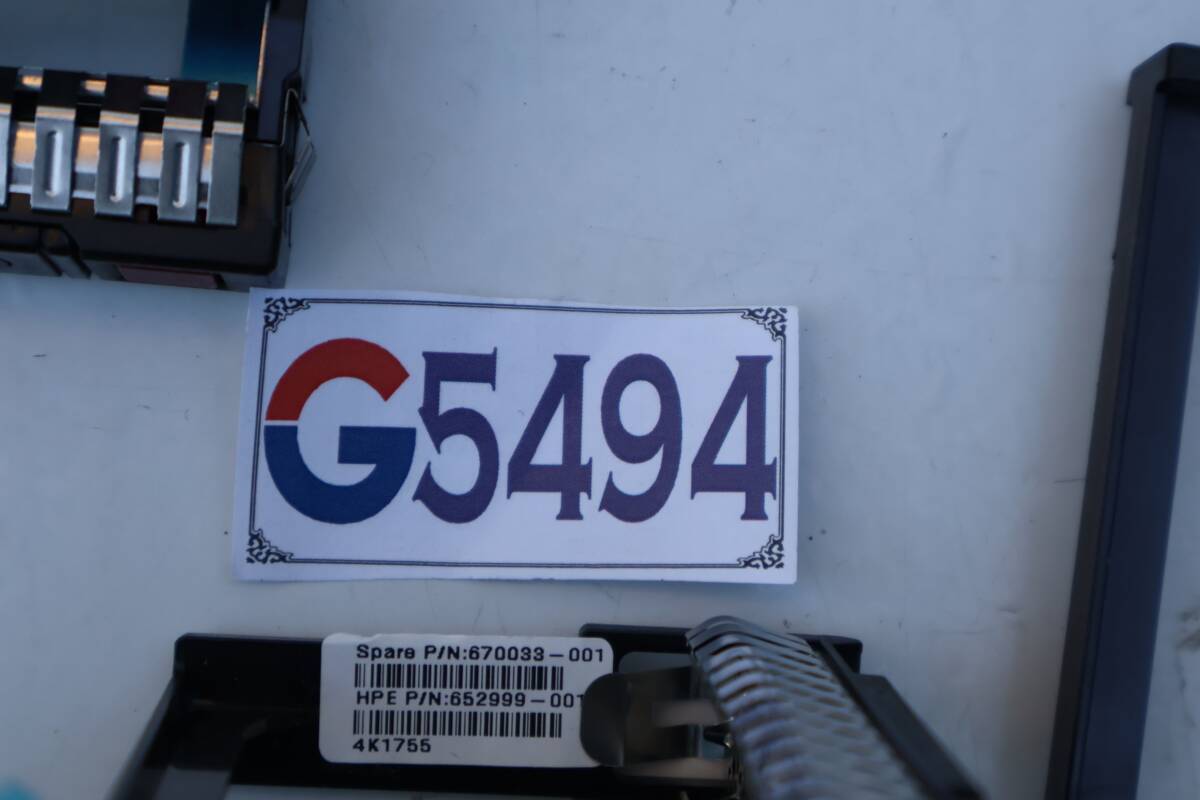 G5494
Spare P/N:670033-001
HPE P/N:652999-001
4K1755